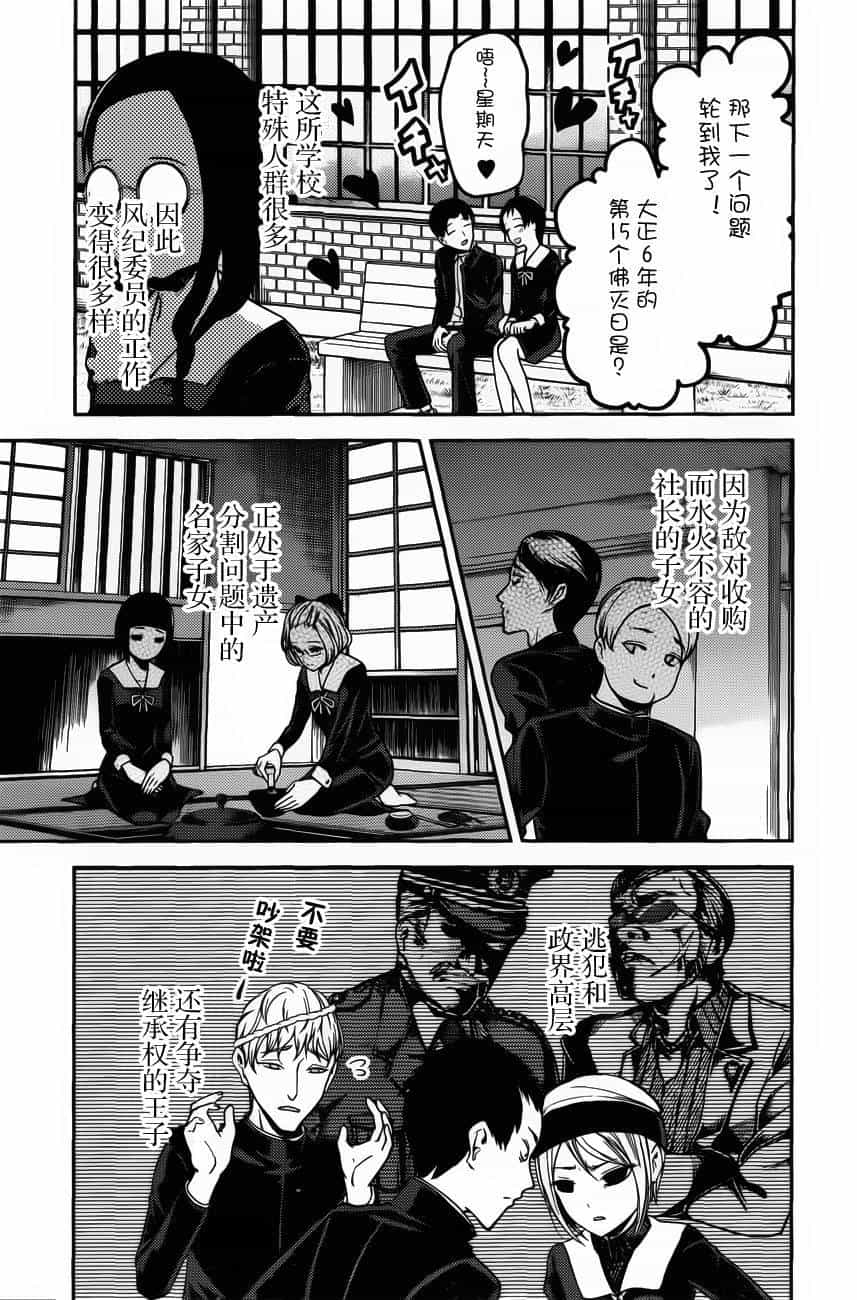 那下一个问题
轮到我了！
大正6年的
第15个佛灭日是？
イチャ
イチャ
唔～星期天
♥
这所学校
特殊人群很多
因此
风纪委员的工作
变得很多样
因为敌对收购
而水火不容的
社长的子女
正处于遗产
分割问题中的
名家子女
逃犯和
政界高层
不要
吵架啦！
还有争夺
继承权的王子